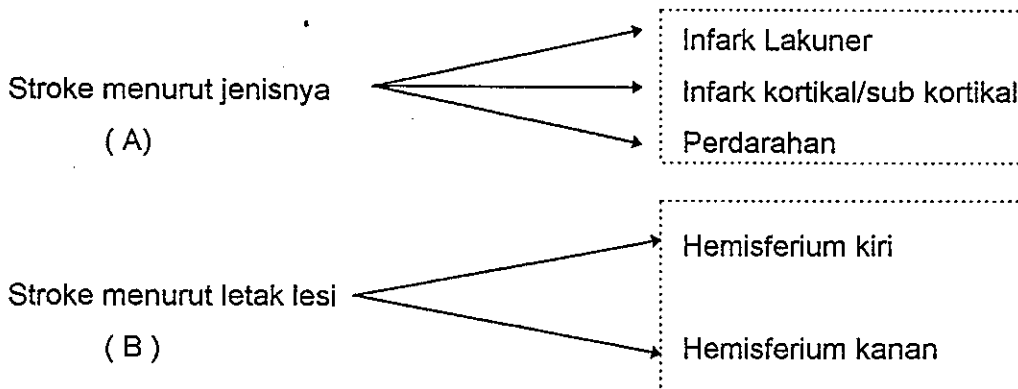 Stroke menurut jenisnya
( A)
Infark Lakuner
Infark kortikal/sub kortikal
Perdarahan
Stroke menurut letak lesi
( B )
Hemisferium kiri
Hemisferium kanan